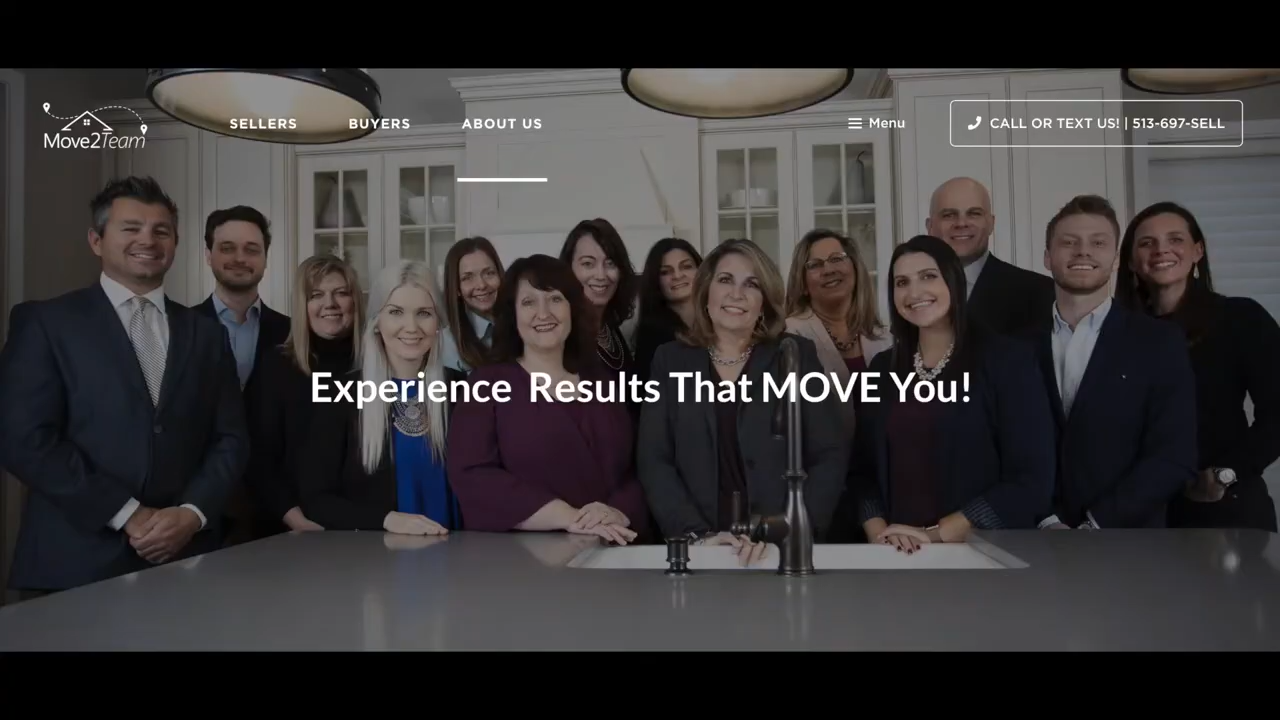 Move2Team
SELLERS
BUYERS
ABOUT US
Menu
CALL OR TEXT US! | 513-697-SELL
Experience Results That MOVE You!